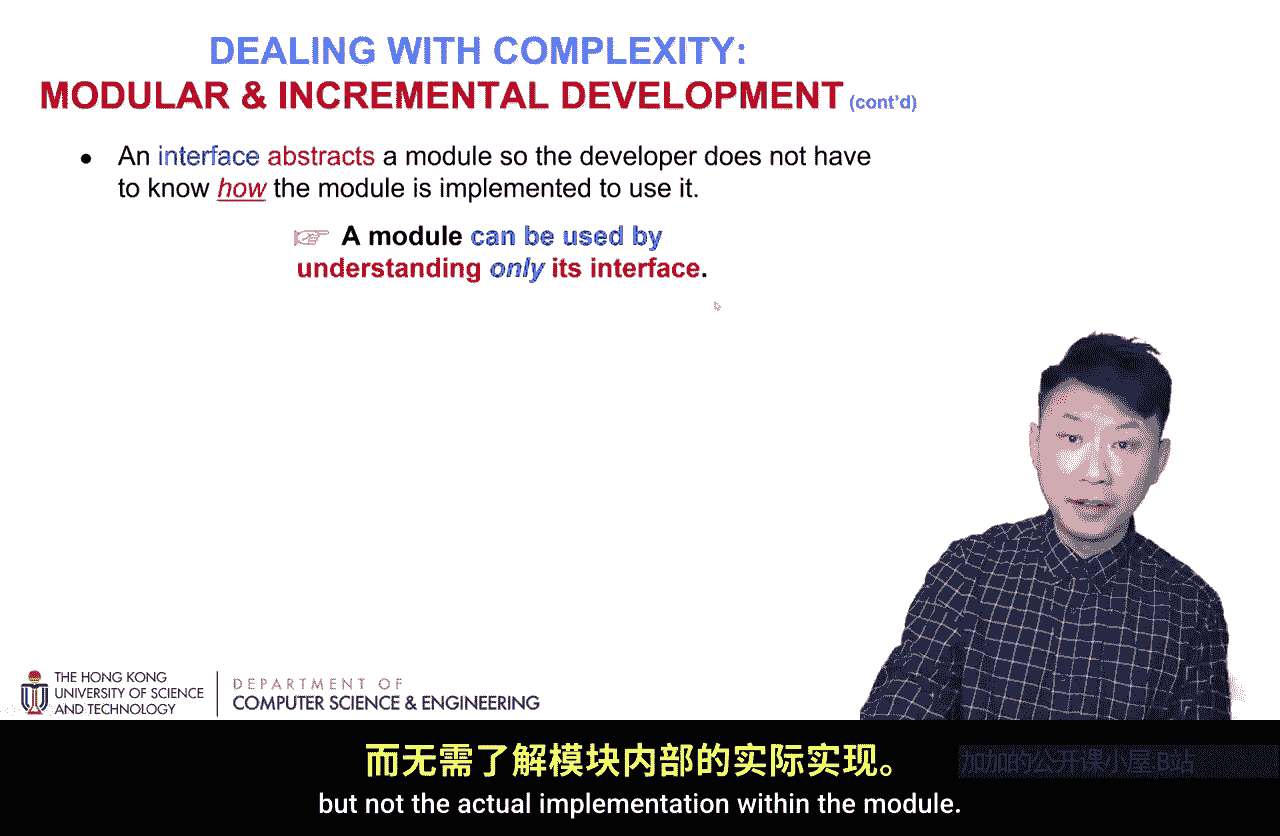 DEALING WITH COMPLEXITY:
MODULAR & INCREMENTAL DEVELOPMENT (cont’d)
● An interface abstracts a module so the developer does not have
to know how the module is implemented to use it.
☞ A module can be used by
understanding only its interface.
THE HONG KONG
UNIVERSITY OF SCIENCE
AND TECHNOLOGY
DEPARTMENT OF
COMPUTER SCIENCE & ENGINEERING
而无需了解模块内部的实际实现。
加加的公开课小屋 B站
but not the actual implementation within the module.